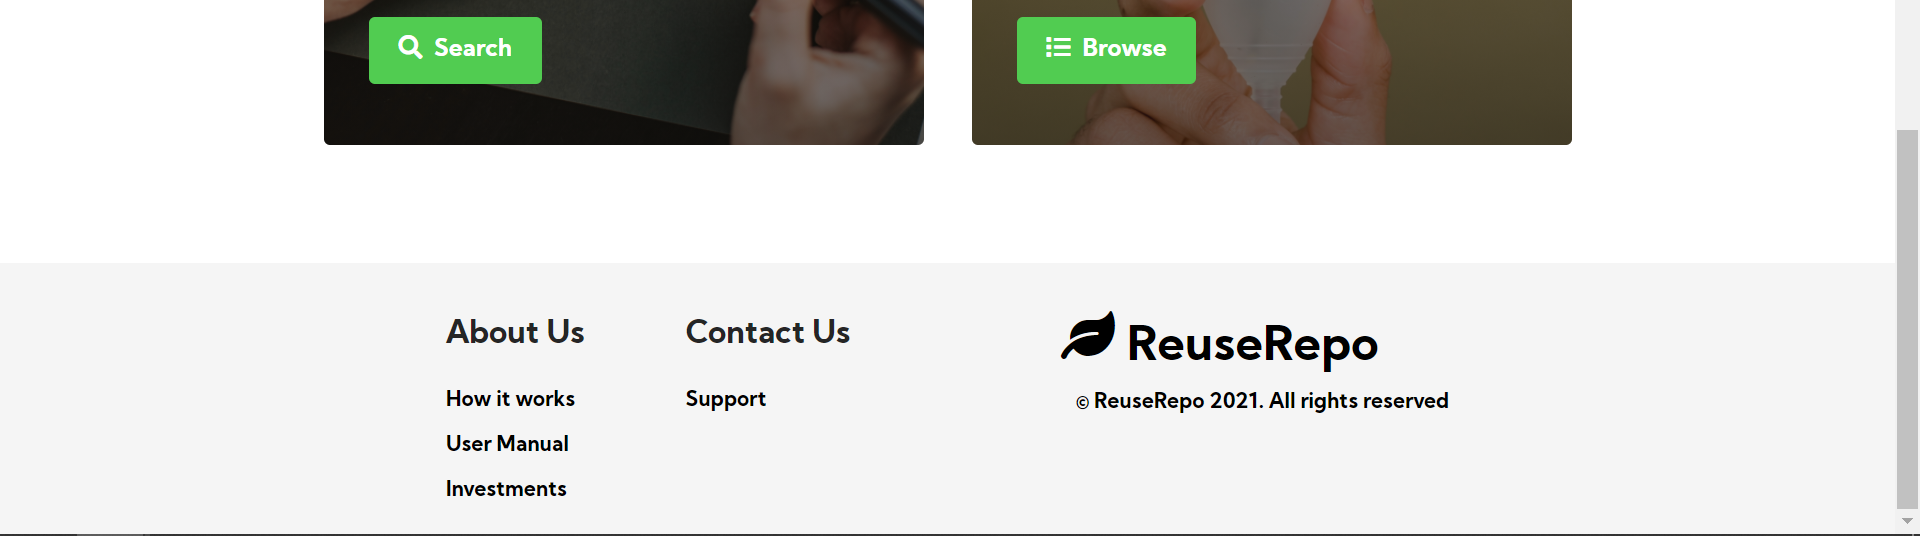 Search
Browse
About Us
How it works
User Manual
Investments
Contact Us
Support
ReuseRepo
© ReuseRepo 2021. All rights reserved